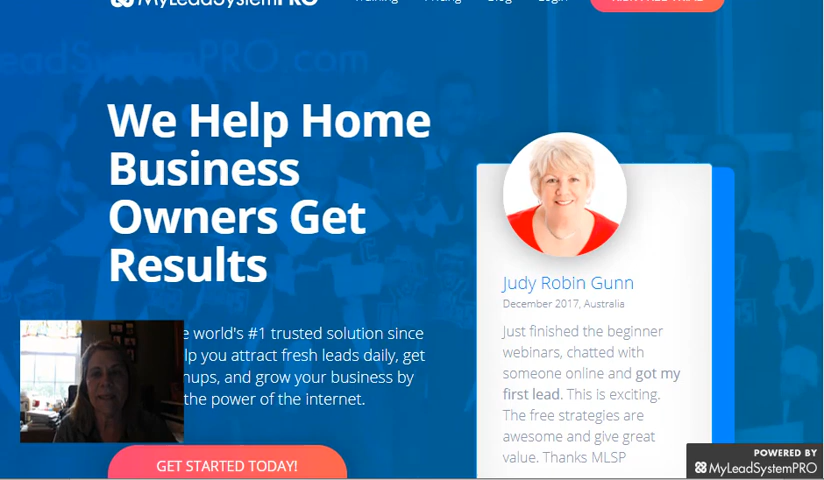 MyLeadSystemPRO
LeadSystemPRO.com
We Help Home
Business
Owners Get
Results
world's #1 trusted solution since
you attract fresh leads daily, get
and grow your business by
the power of the internet.
GET STARTED TODAY!
Judy Robin Gunn
December 2017, Australia
Just finished the beginner
webinars, chatted with
someone online and got my
first lead. This is exciting.
The free strategies are
awesome and give great
value. Thanks MLSP
POWERED BY
MyLeadSystemPRO